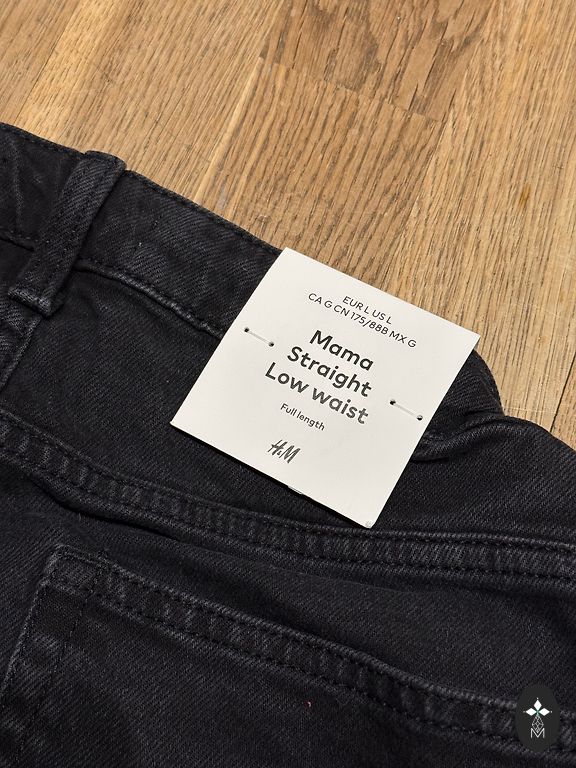 EUR L US L
CA G CN 175/88B MX G
Mama
Straight
Low waist
Full length
H&M
M